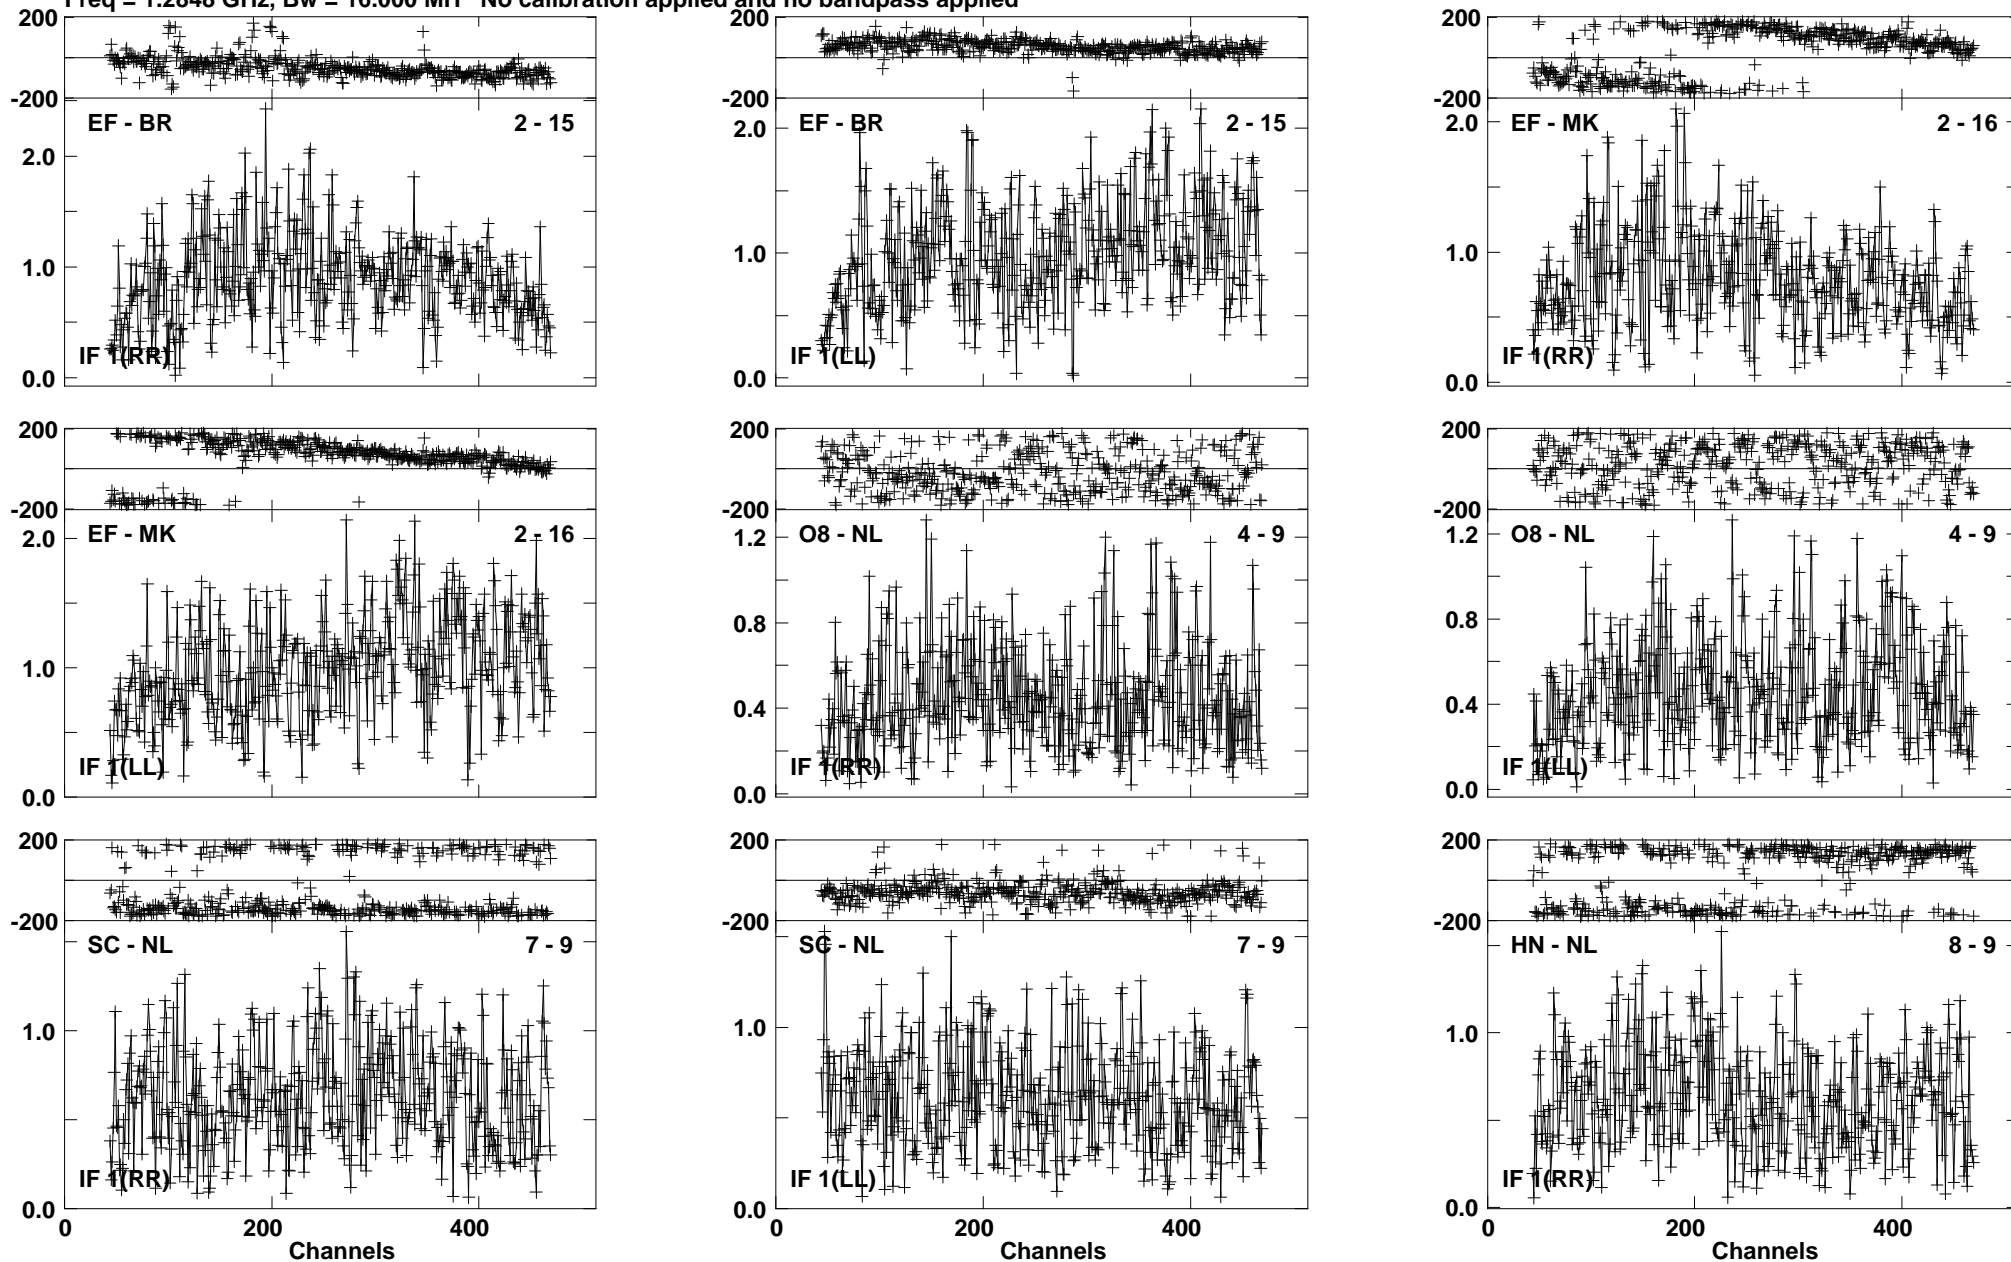 Freq = 1.2848 GHz, Bw = 16.000 MH No calibration applied and no bandpass applied
200
-200
EF - BR 2 - 15
2.0
1.0
0.0
IF 1(RR)
200
-200
EF - BR 2 - 15
2.0
1.0
0.0
IF 1(LL)
200
-200
EF - MK 2 - 16
2.0
1.0
0.0
IF 1(RR)
200
-200
EF - MK 2 - 16
2.0
1.0
0.0
IF 1(LL)
200
-200
O8 - NL 4 - 9
1.2
0.8
0.4
0.0
IF 1(RR)
200
-200
O8 - NL 4 - 9
1.2
0.8
0.4
0.0
IF 1(LL)
200
-200
SC - NL 7 - 9
1.0
0.0
IF 1(RR)
0 200 400
Channels
200
-200
SC - NL 7 - 9
1.0
0.0
IF 1(LL)
200 400
Channels
200
-200
HN - NL 8 - 9
1.0
0.0
IF 1(RR)
0 200 400
Channels